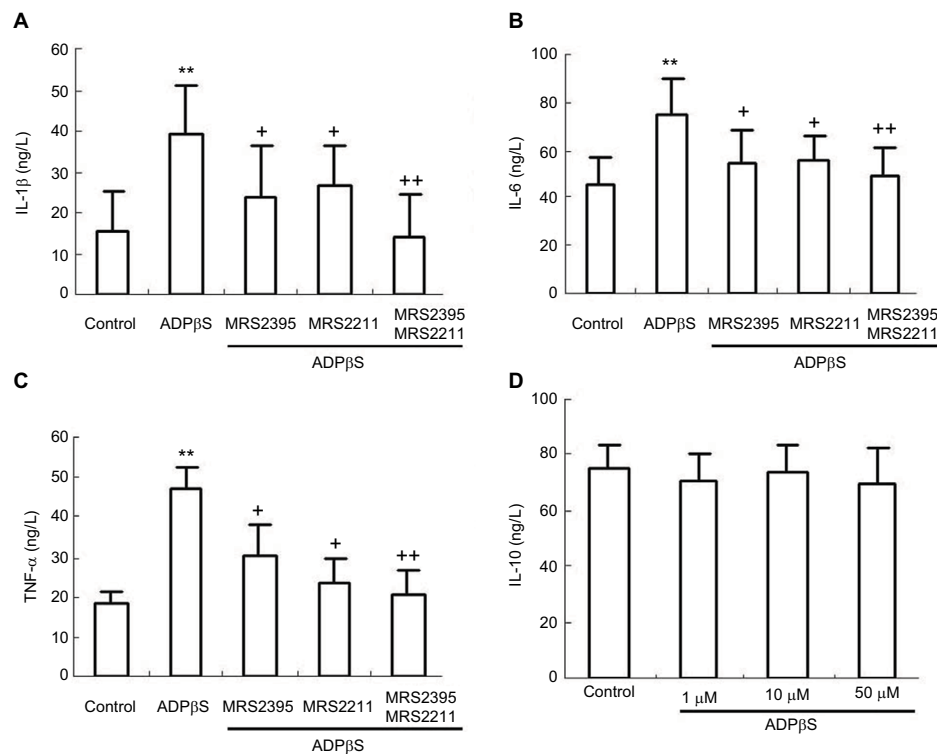 A
IL-1β (ng/L)
60
50
40
30
20
10
0
**
+
+
++
Control
ADPβS
MRS2395
MRS2211
MRS2395
MRS2211
ADPβS
B
IL-6 (ng/L)
100
80
60
40
20
0
**
+
+
++
Control
ADPβS
MRS2395
MRS2211
MRS2395
MRS2211
ADPβS
C
TNF-α (ng/L)
60
50
40
30
20
10
0
**
+
+
++
Control
ADPβS
MRS2395
MRS2211
MRS2395
MRS2211
ADPβS
D
IL-10 (ng/L)
100
80
60
40
20
0
Control
1 μM
10 μM
50 μM
ADPβS